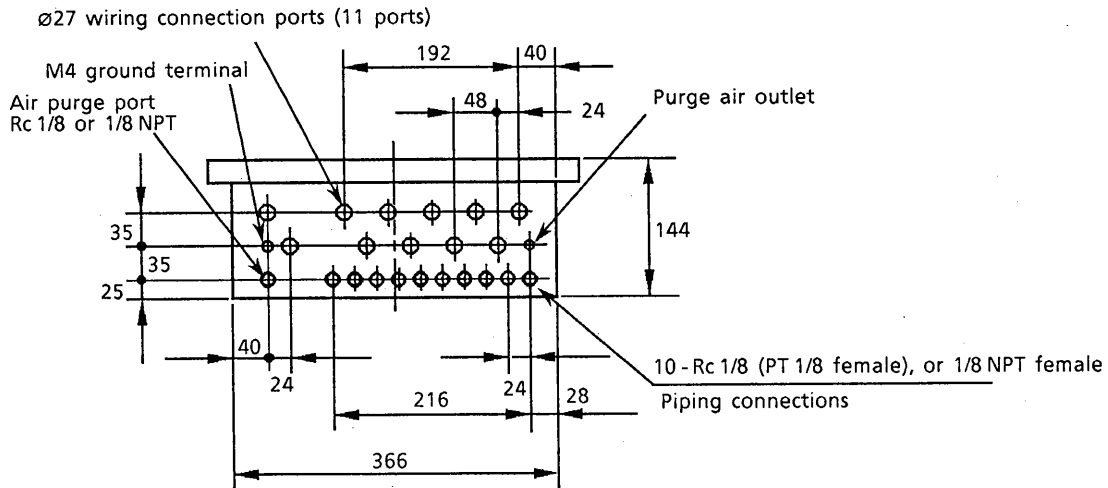 ø27 wiring connection ports (11 ports)
192
40
M4 ground terminal
Air purge port
Rc 1/8 or 1/8 NPT
48
24
Purge air outlet
35
35
25
144
40
24
24
10 - Rc 1/8 (PT 1/8 female), or 1/8 NPT female
Piping connections
216
28
366